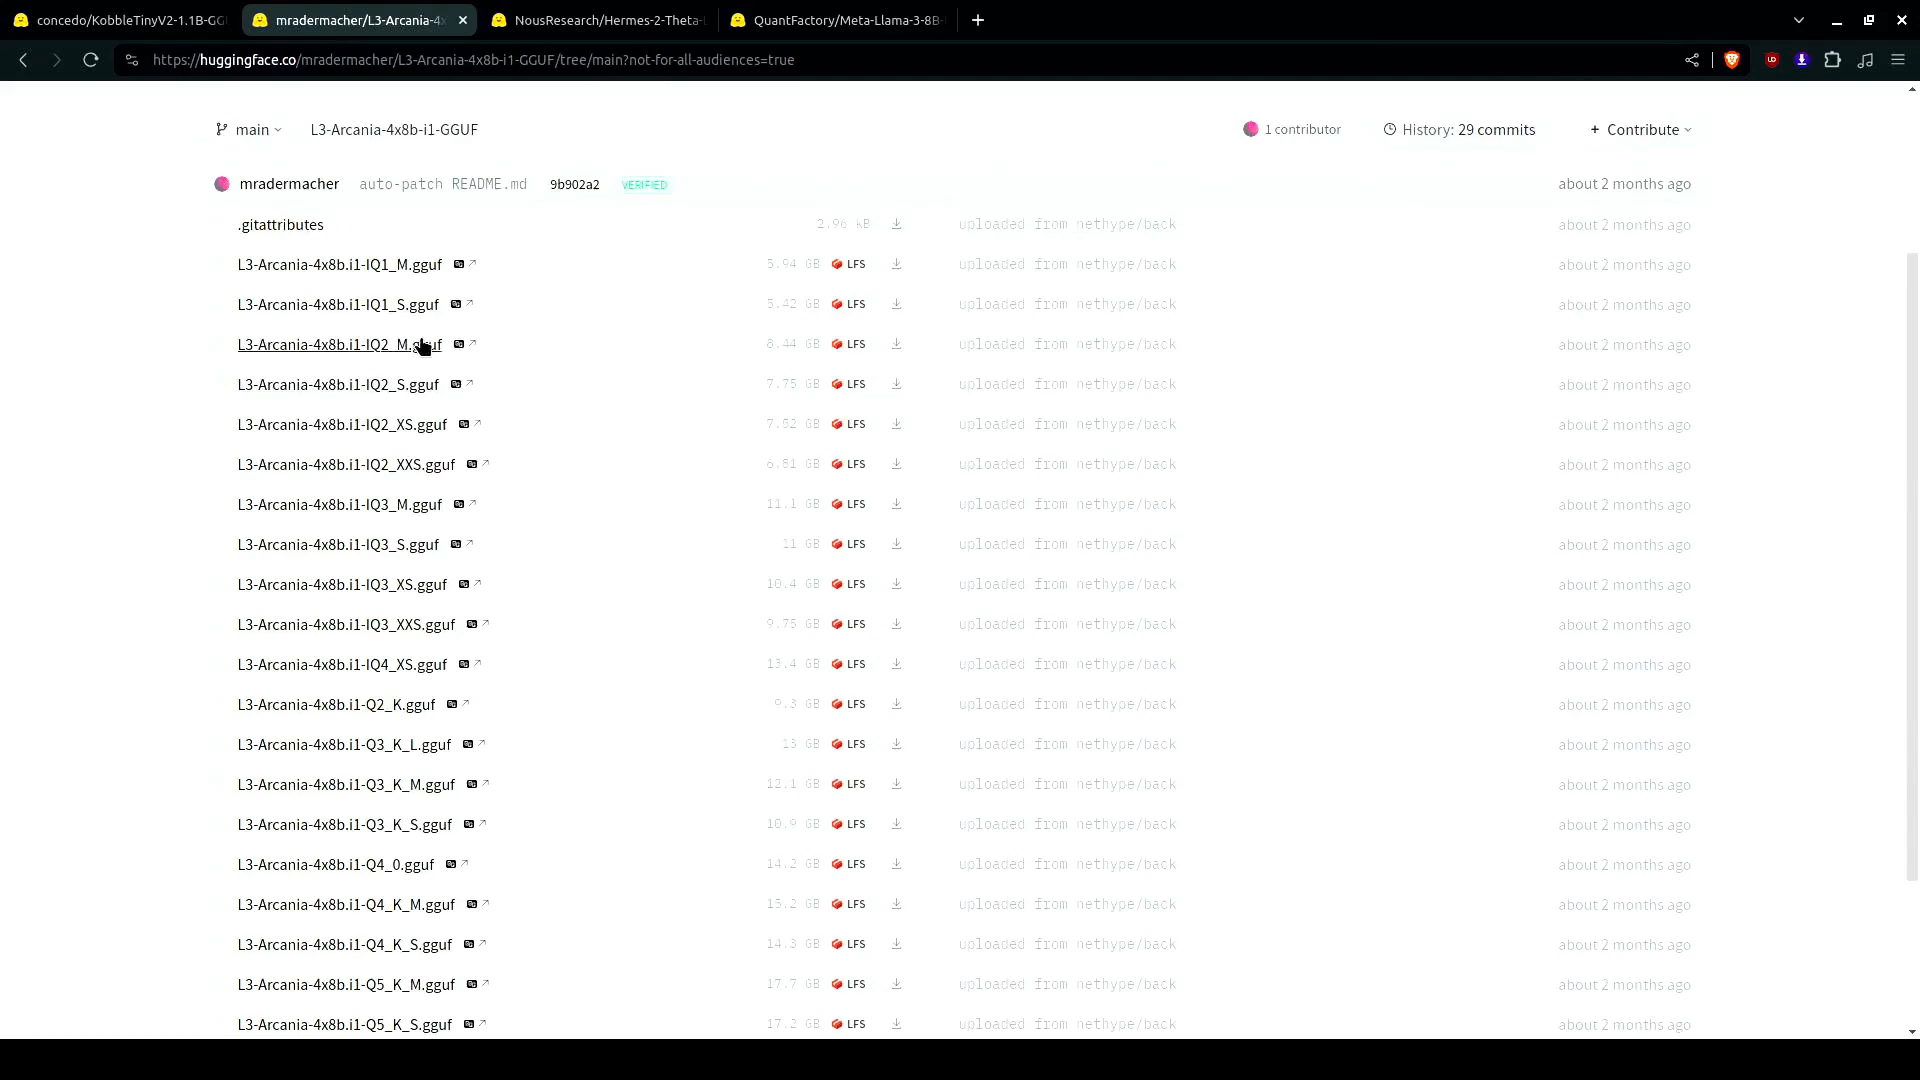 concedo/KobbleTinyV2-1.1B-GG
mradermacher/L3-Arcania-4x
NousResearch/Hermes-2-Theta-
QuantFactory/Meta-Llama-3-8B-
https://huggingface.co/mradermacher/L3-Arcania-4x8b-i1-GGUF/tree/main?not-for-all-audiences=true
main L3-Arcania-4x8b-i1-GGUF 1 contributor History: 29 commits + Contribute
mradermacher auto-patch README.md 9b902a2 VERIFIED about 2 months ago
.gitattributes 2.96 kB uploaded from nethype/back about 2 months ago
L3-Arcania-4x8b.i1-IQ1_M.gguf 5.94 GB LFS uploaded from nethype/back about 2 months ago
L3-Arcania-4x8b.i1-IQ1_S.gguf 5.42 GB LFS uploaded from nethype/back about 2 months ago
L3-Arcania-4x8b.i1-IQ2_M.gguf 8.44 GB LFS uploaded from nethype/back about 2 months ago
L3-Arcania-4x8b.i1-IQ2_S.gguf 7.75 GB LFS uploaded from nethype/back about 2 months ago
L3-Arcania-4x8b.i1-IQ2_XS.gguf 7.52 GB LFS uploaded from nethype/back about 2 months ago
L3-Arcania-4x8b.i1-IQ2_XXS.gguf 6.81 GB LFS uploaded from nethype/back about 2 months ago
L3-Arcania-4x8b.i1-IQ3_M.gguf 11.1 GB LFS uploaded from nethype/back about 2 months ago
L3-Arcania-4x8b.i1-IQ3_S.gguf 11 GB LFS uploaded from nethype/back about 2 months ago
L3-Arcania-4x8b.i1-IQ3_XS.gguf 10.4 GB LFS uploaded from nethype/back about 2 months ago
L3-Arcania-4x8b.i1-IQ3_XXS.gguf 9.75 GB LFS uploaded from nethype/back about 2 months ago
L3-Arcania-4x8b.i1-IQ4_XS.gguf 13.4 GB LFS uploaded from nethype/back about 2 months ago
L3-Arcania-4x8b.i1-Q2_K.gguf 9.3 GB LFS uploaded from nethype/back about 2 months ago
L3-Arcania-4x8b.i1-Q3_K_L.gguf 13 GB LFS uploaded from nethype/back about 2 months ago
L3-Arcania-4x8b.i1-Q3_K_M.gguf 12.1 GB LFS uploaded from nethype/back about 2 months ago
L3-Arcania-4x8b.i1-Q3_K_S.gguf 10.9 GB LFS uploaded from nethype/back about 2 months ago
L3-Arcania-4x8b.i1-Q4_0.gguf 14.2 GB LFS uploaded from nethype/back about 2 months ago
L3-Arcania-4x8b.i1-Q4_K_M.gguf 15.2 GB LFS uploaded from nethype/back about 2 months ago
L3-Arcania-4x8b.i1-Q4_K_S.gguf 14.3 GB LFS uploaded from nethype/back about 2 months ago
L3-Arcania-4x8b.i1-Q5_K_M.gguf 17.7 GB LFS uploaded from nethype/back about 2 months ago
L3-Arcania-4x8b.i1-Q5_K_S.gguf 17.2 GB LFS uploaded from nethype/back about 2 months ago